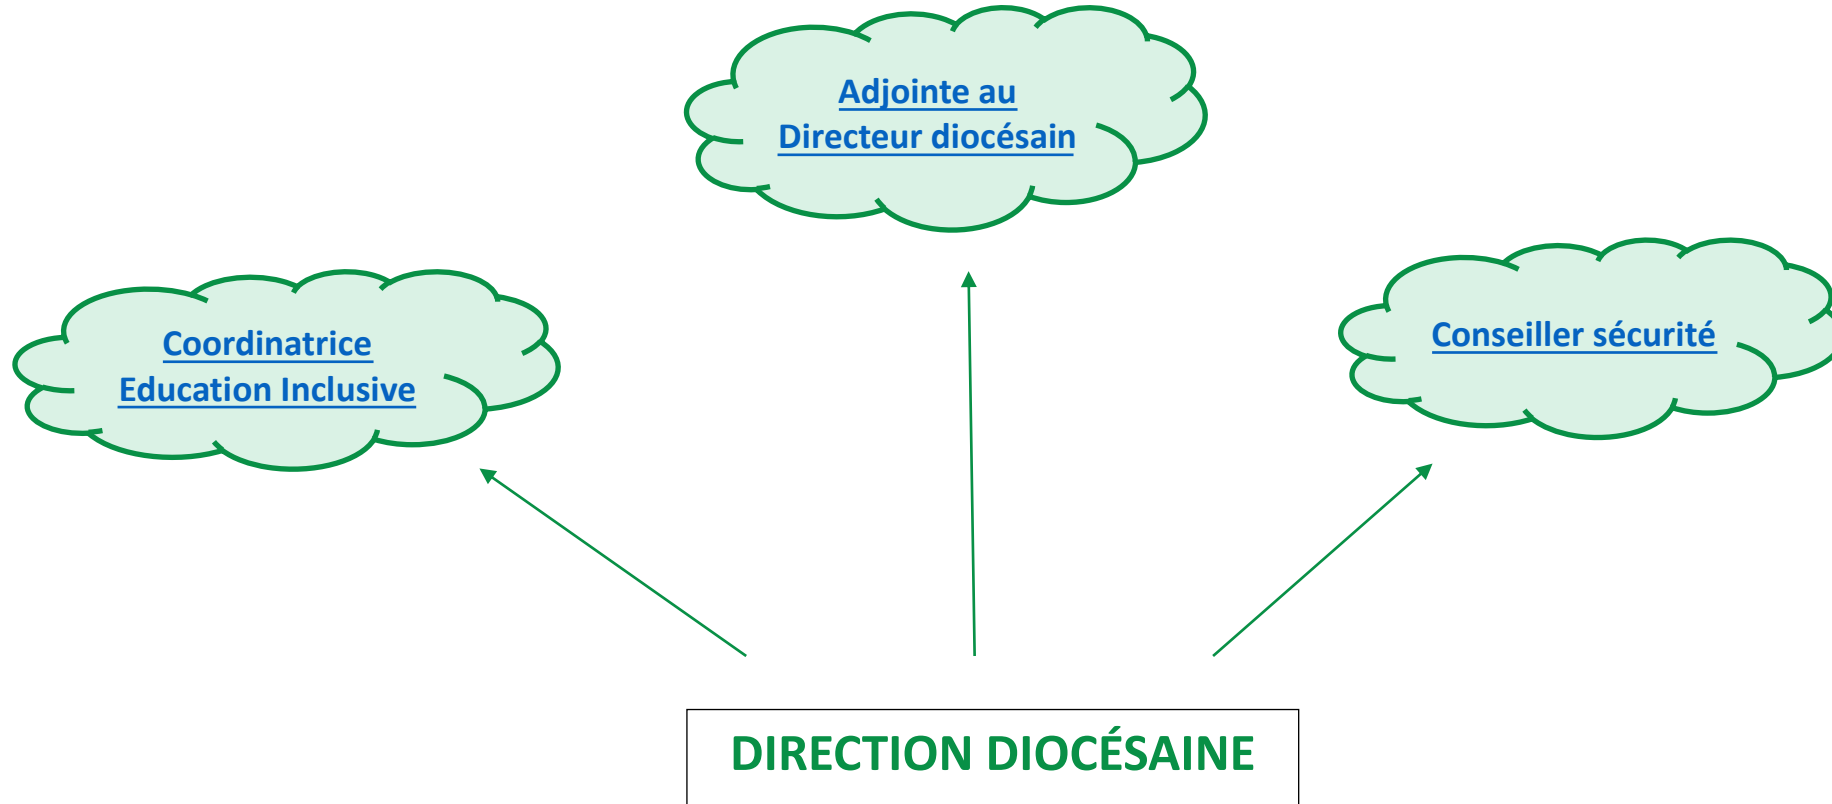 Adjointe au
Directeur diocésain
Coordinatrice
Education Inclusive
Conseiller sécurité
DIRECTION DIOCÉSAINE